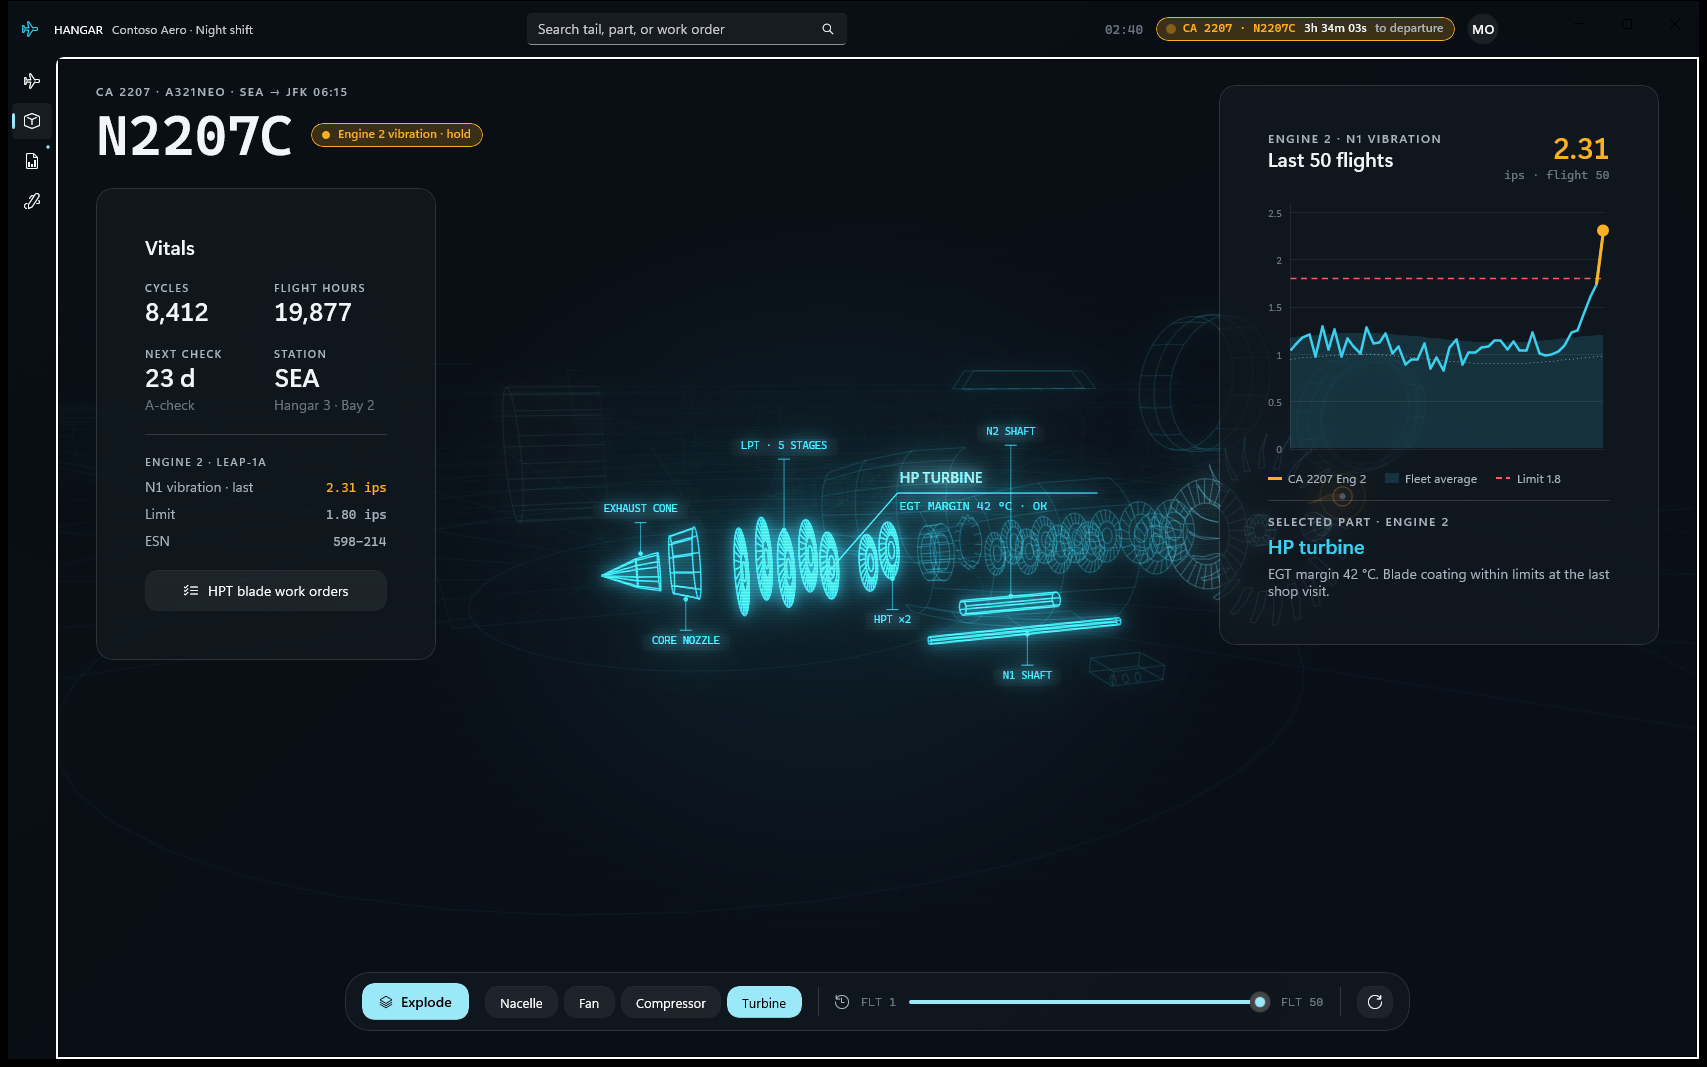 HANGAR Contoso Aero · Night shift
Search tail, part, or work order
02:40
CA 2207 · N2207C 3h 34m 03s to departure
MO
CA 2207 · A321NEO · SEA → JFK 06:15
N2207C
Engine 2 vibration · hold
Vitals
CYCLES
8,412
FLIGHT HOURS
19,877
NEXT CHECK
23 d
A-check
STATION
SEA
Hangar 3 · Bay 2
ENGINE 2 · LEAP-1A
N1 vibration · last 2.31 ips
Limit 1.80 ips
ESN 598-214
HPT blade work orders
EXHAUST CONE
CORE NOZZLE
LPT · 5 STAGES
HP TURBINE
EGT MARGIN 42 °C · OK
HPT ×2
N2 SHAFT
N1 SHAFT
ENGINE 2 · N1 VIBRATION
Last 50 flights
2.31
ips · flight 50
2.5
2
1.5
1
0.5
0
CA 2207 Eng 2
Fleet average
Limit 1.8
SELECTED PART · ENGINE 2
HP turbine
EGT margin 42 °C. Blade coating within limits at the last
shop visit.
Explode
Nacelle
Fan
Compressor
Turbine
FLT 1
FLT 50